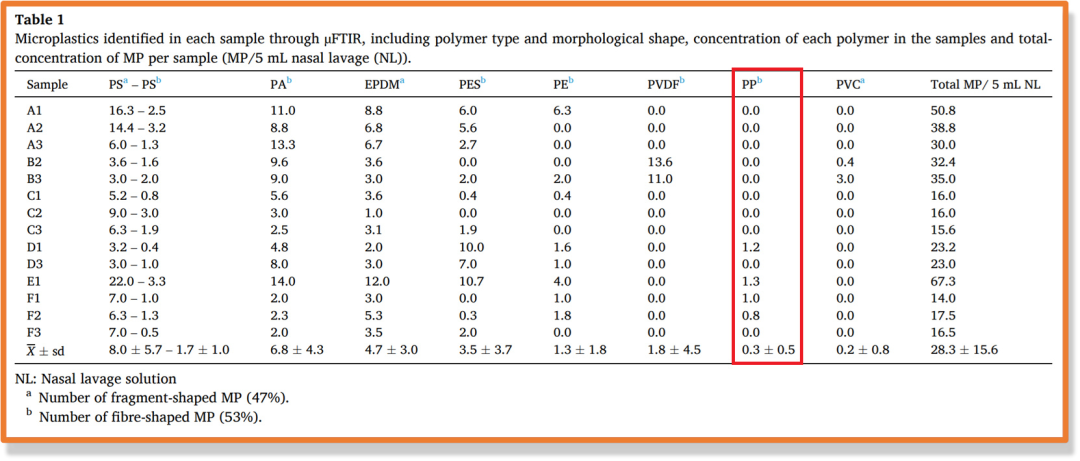 Table 1
Microplastics identified in each sample through μFTIR, including polymer type and morphological shape, concentration of each polymer in the samples and total-
concentration of MP per sample (MP/5 mL nasal lavage (NL)).
Sample PSᵃ – PSᵇ PAᵇ EPDMᵃ PESᵇ PEᵇ PVDFᵇ PPᵇ PVCᵃ Total MP/ 5 mL NL
A1 16.3 – 2.5 11.0 8.8 6.0 6.3 0.0 0.0 0.0 50.8
A2 14.4 – 3.2 8.8 6.8 5.6 0.0 0.0 0.0 0.0 38.8
A3 6.0 – 1.3 13.3 6.7 2.7 0.0 0.0 0.0 0.0 30.0
B2 3.6 – 1.6 9.6 3.6 0.0 0.0 13.6 0.0 0.4 32.4
B3 3.0 – 2.0 9.0 3.0 2.0 2.0 11.0 0.0 3.0 35.0
C1 5.2 – 0.8 5.6 3.6 0.4 0.4 0.0 0.0 0.0 16.0
C2 9.0 – 3.0 3.0 1.0 0.0 0.0 0.0 0.0 0.0 16.0
C3 6.3 – 1.9 2.5 3.1 1.9 0.0 0.0 0.0 0.0 15.6
D1 3.2 – 0.4 4.8 2.0 10.0 1.6 0.0 1.2 0.0 23.2
D3 3.0 – 1.0 8.0 3.0 7.0 1.0 0.0 0.0 0.0 23.0
E1 22.0 – 3.3 14.0 12.0 10.7 4.0 0.0 1.3 0.0 67.3
F1 7.0 – 1.0 2.0 3.0 0.0 1.0 0.0 1.0 0.0 14.0
F2 6.3 – 1.3 2.3 5.3 0.3 1.8 0.0 0.8 0.0 17.5
F3 7.0 – 0.5 2.0 3.5 2.0 0.0 0.0 0.0 0.0 16.5
X̅ ± sd 8.0 ± 5.7 – 1.7 ± 1.0 6.8 ± 4.3 4.7 ± 3.0 3.5 ± 3.7 1.3 ± 1.8 1.8 ± 4.5 0.3 ± 0.5 0.2 ± 0.8 28.3 ± 15.6
NL: Nasal lavage solution
ᵃ Number of fragment-shaped MP (47%).
ᵇ Number of fibre-shaped MP (53%).